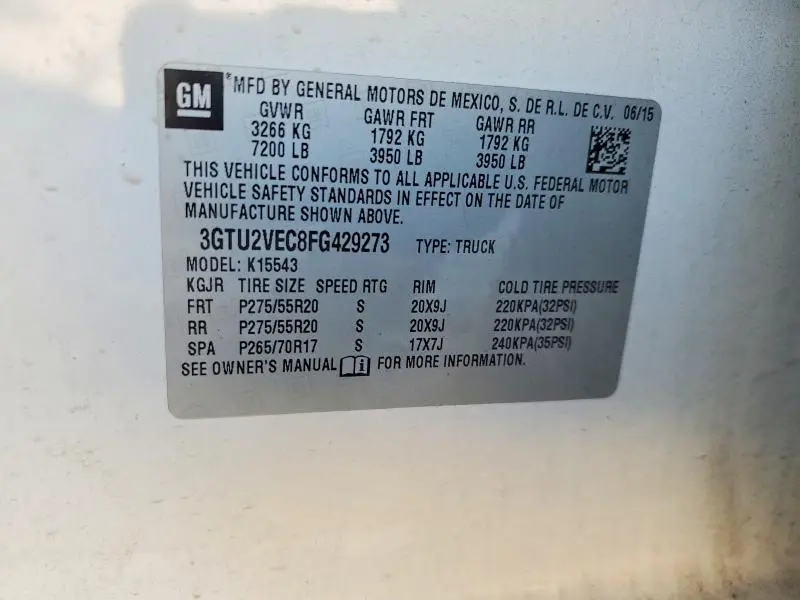 GM
*MFD BY GENERAL MOTORS DE MEXICO, S. DE R.L. DE C.V. 06/15
GVWR GAWR FRT GAWR RR
3266 KG 1792 KG 1792 KG
7200 LB 3950 LB 3950 LB
THIS VEHICLE CONFORMS TO ALL APPLICABLE U.S. FEDERAL MOTOR
VEHICLE SAFETY STANDARDS IN EFFECT ON THE DATE OF
MANUFACTURE SHOWN ABOVE.
3GTU2VEC8FG429273 TYPE: TRUCK
MODEL: K15543
KGJR TIRE SIZE SPEED RTG RIM COLD TIRE PRESSURE
FRT P275/55R20 S 20X9J 220KPA(32PSI)
RR P275/55R20 S 20X9J 220KPA(32PSI)
SPA P265/70R17 S 17X7J 240KPA(35PSI)
SEE OWNER'S MANUAL i FOR MORE INFORMATION.